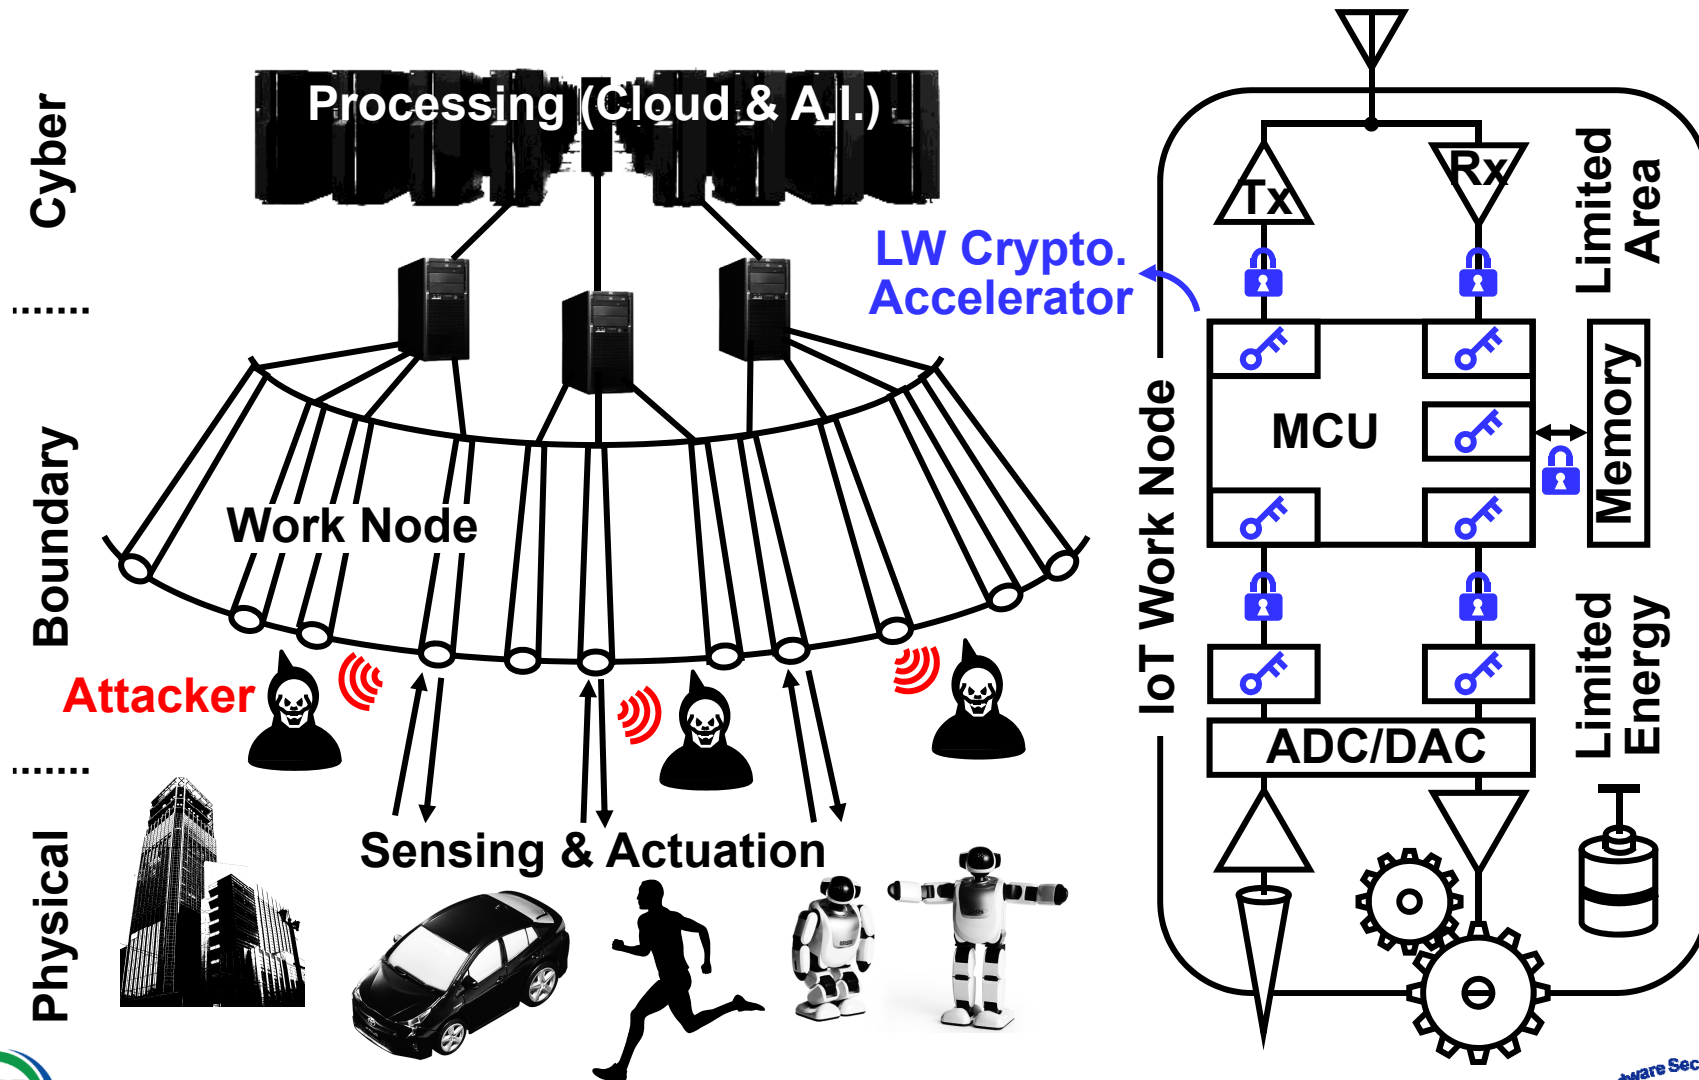 Cyber
Boundary
Physical
Processing (Cloud & A.I.)
LW Crypto.
Accelerator
Work Node
Attacker
Sensing & Actuation
IoT Work Node
Tx
Rx
Limited
Area
MCU
Memory
Limited
Energy
ADC/DAC